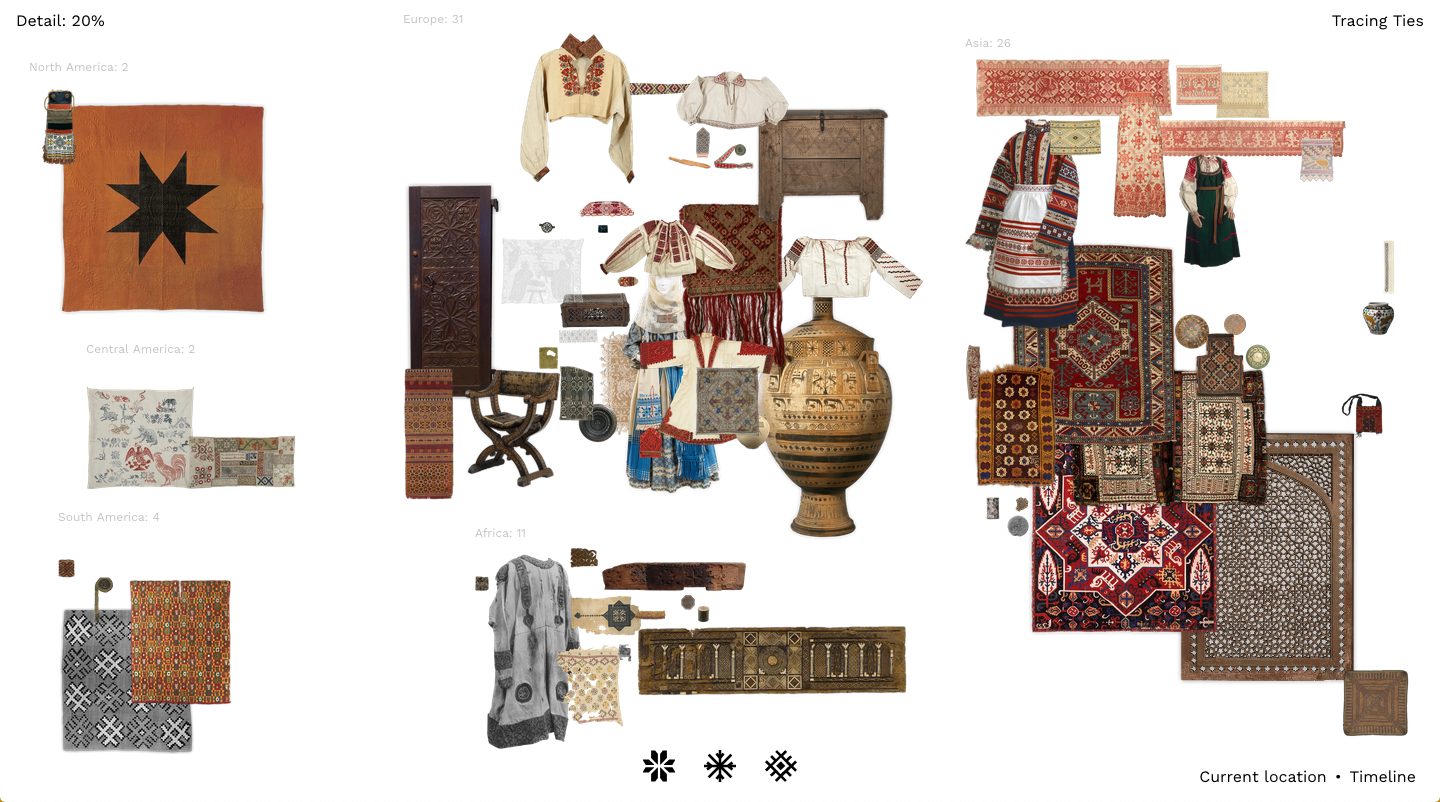 Detail: 20%
Europe: 31
Tracing Ties
Asia: 26
North America: 2
Central America: 2
South America: 4
Africa: 11
Current location • Timeline